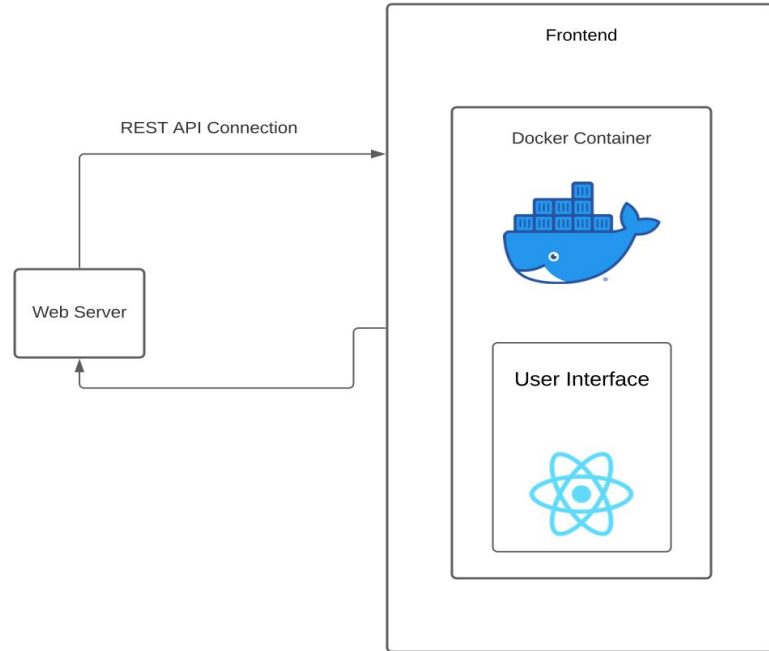 Frontend
REST API Connection
Docker Container
Web Server
User Interface